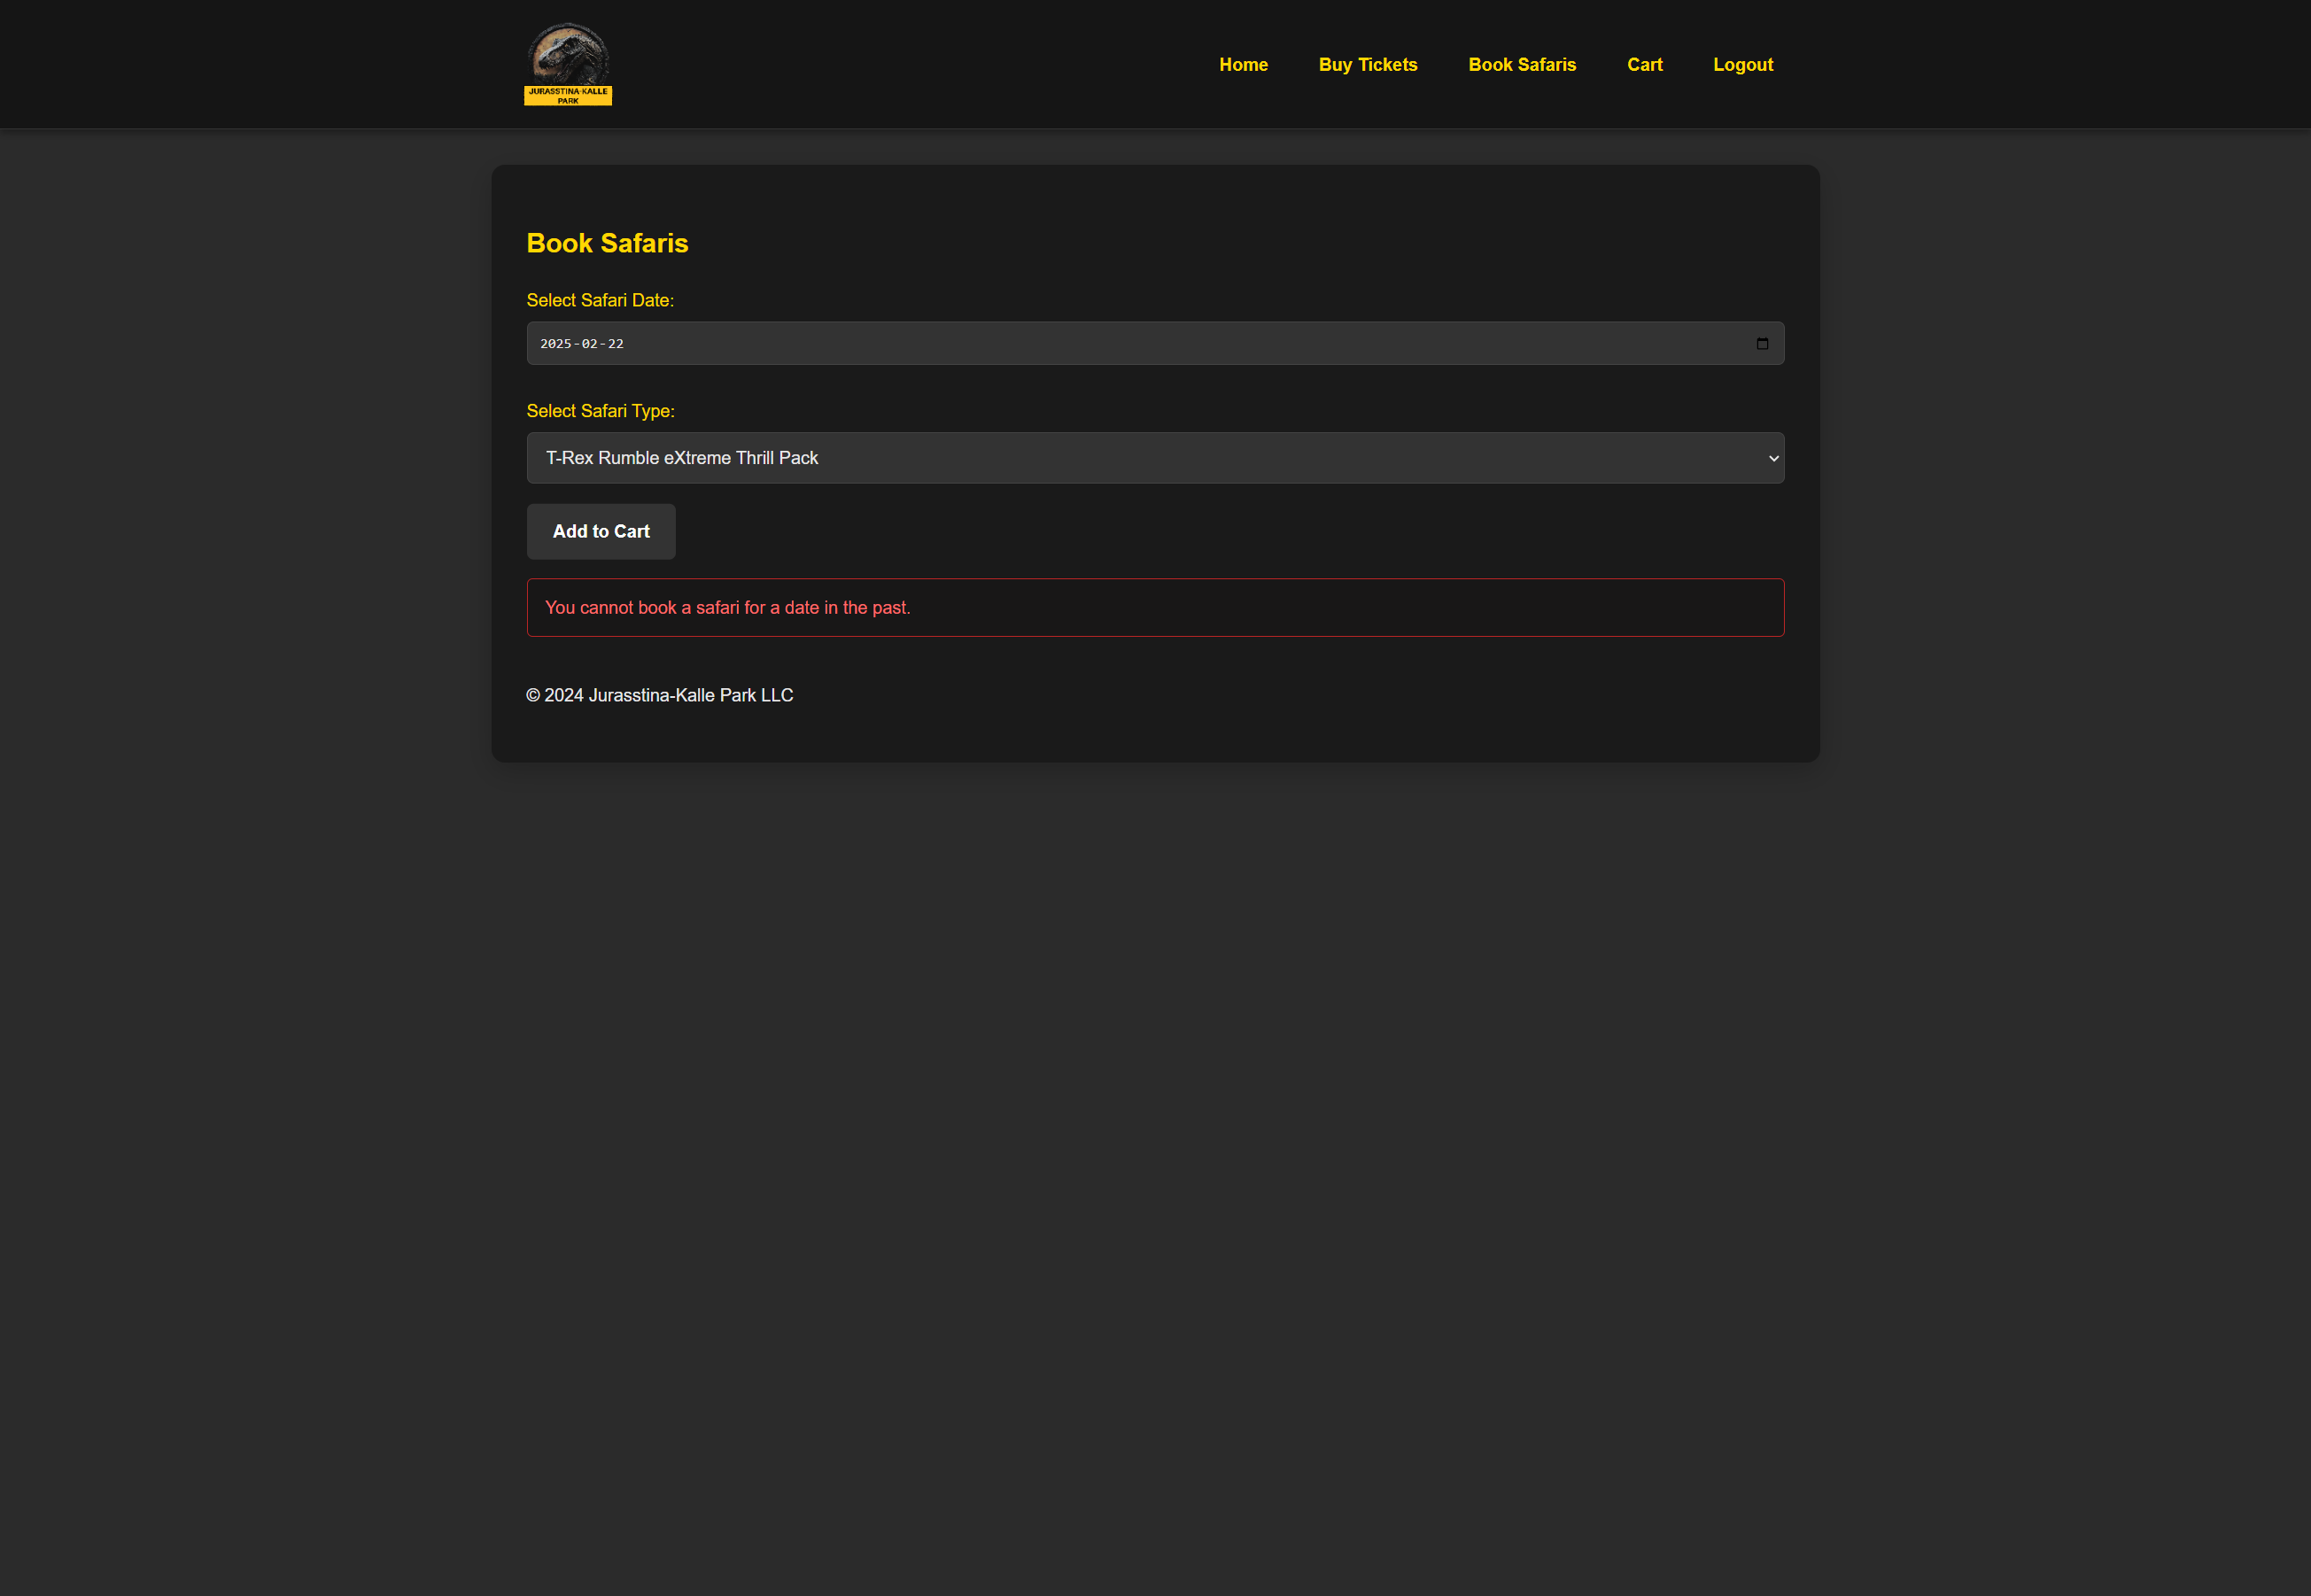 JURASSTINA-KALLE
PARK
Home
Buy Tickets
Book Safaris
Cart
Logout
Book Safaris
Select Safari Date:
2025-02-22
Select Safari Type:
T-Rex Rumble eXtreme Thrill Pack
Add to Cart
You cannot book a safari for a date in the past.
© 2024 Jurasstina-Kalle Park LLC